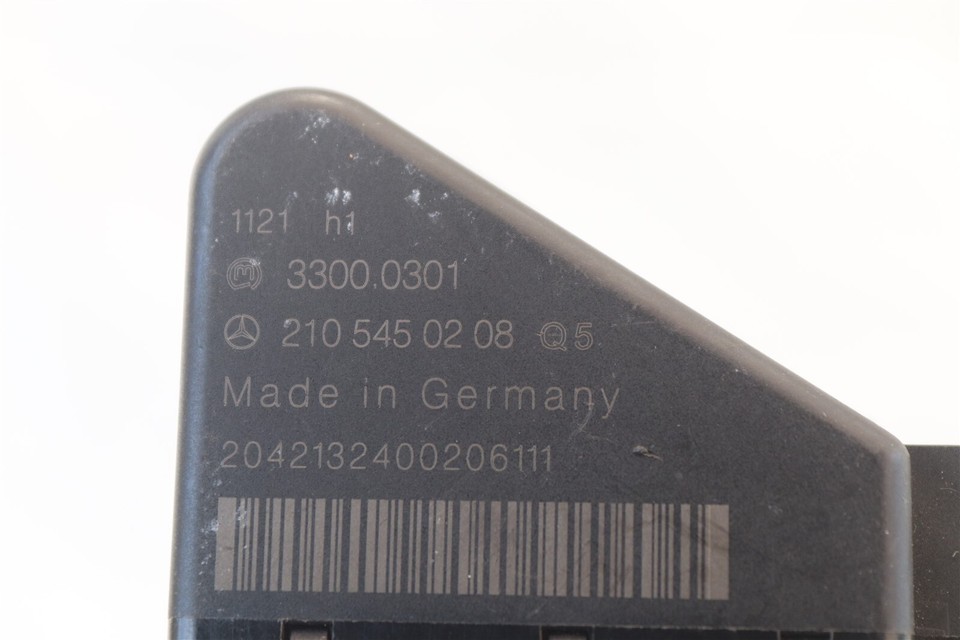 1121 h1
3300.0301
210 545 02 08 Q5
Made in Germany
2042132400206111